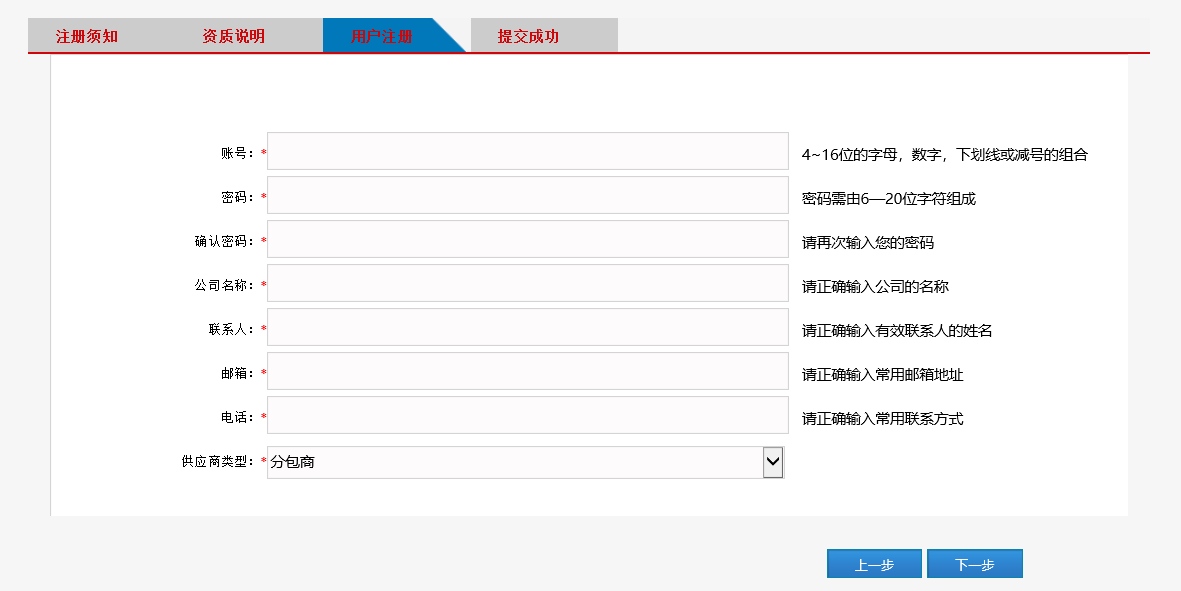 注册须知 资质说明 用户注册 提交成功
账号：* 4~16位的字母，数字，下划线或减号的组合
密码：* 密码需由6—20位字符组成
确认密码：* 请再次输入您的密码
公司名称：* 请正确输入公司的名称
联系人：* 请正确输入有效联系人的姓名
邮箱：* 请正确输入常用邮箱地址
电话：* 请正确输入常用联系方式
供应商类型：* 分包商
上一步 下一步